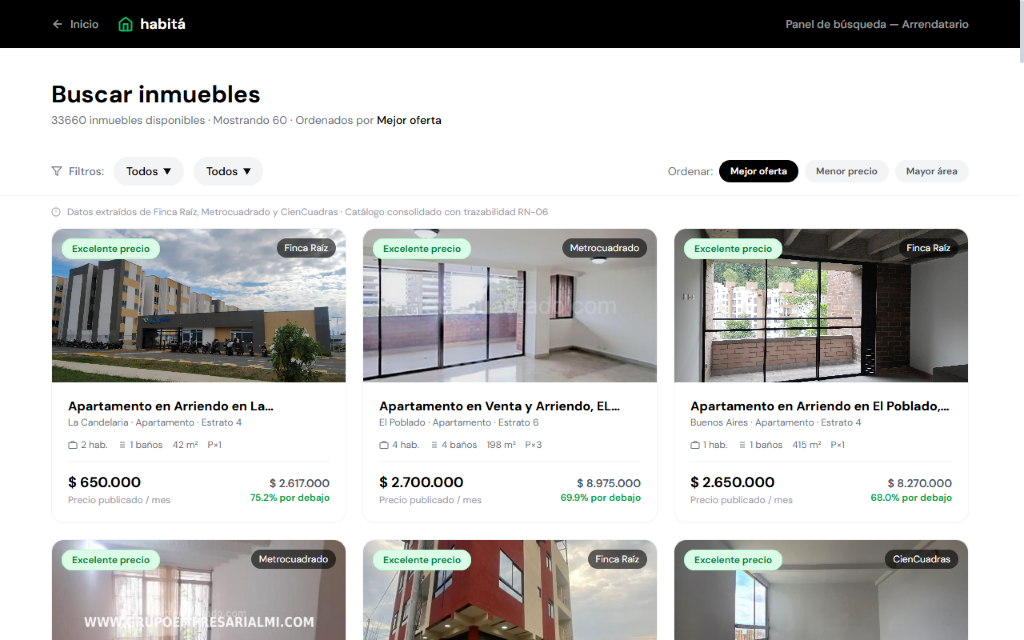 Inicio
habitá
Panel de búsqueda — Arrendatario
Buscar inmuebles
33660 inmuebles disponibles · Mostrando 60 · Ordenados por Mejor oferta
Filtros:
Todos ▼
Todos ▼
Ordenar:
Mejor oferta
Menor precio
Mayor área
Datos extraídos de Finca Raíz, Metrocuadrado y CienCuadras · Catálogo consolidado con trazabilidad RN-06
Excelente precio
Finca Raíz
Apartamento en Arriendo en La...
La Candelaria · Apartamento · Estrato 4
2 hab.
1 baños
42 m²
P×1
$ 650.000
$ 2.617.000
Precio publicado / mes
75.2% por debajo
Excelente precio
Metrocuadrado
Apartamento en Venta y Arriendo, EL...
El Poblado · Apartamento · Estrato 6
4 hab.
4 baños
198 m²
P×3
$ 2.700.000
$ 8.975.000
Precio publicado / mes
69.9% por debajo
Excelente precio
Finca Raíz
Apartamento en Arriendo en El Poblado,...
Buenos Aires · Apartamento · Estrato 4
1 hab.
1 baños
415 m²
P×1
$ 2.650.000
$ 8.270.000
Precio publicado / mes
68.0% por debajo
Excelente precio
Metrocuadrado
WWW.GRUPOEMPRESARIALMI.COM
Excelente precio
Finca Raíz
Excelente precio
CienCuadras